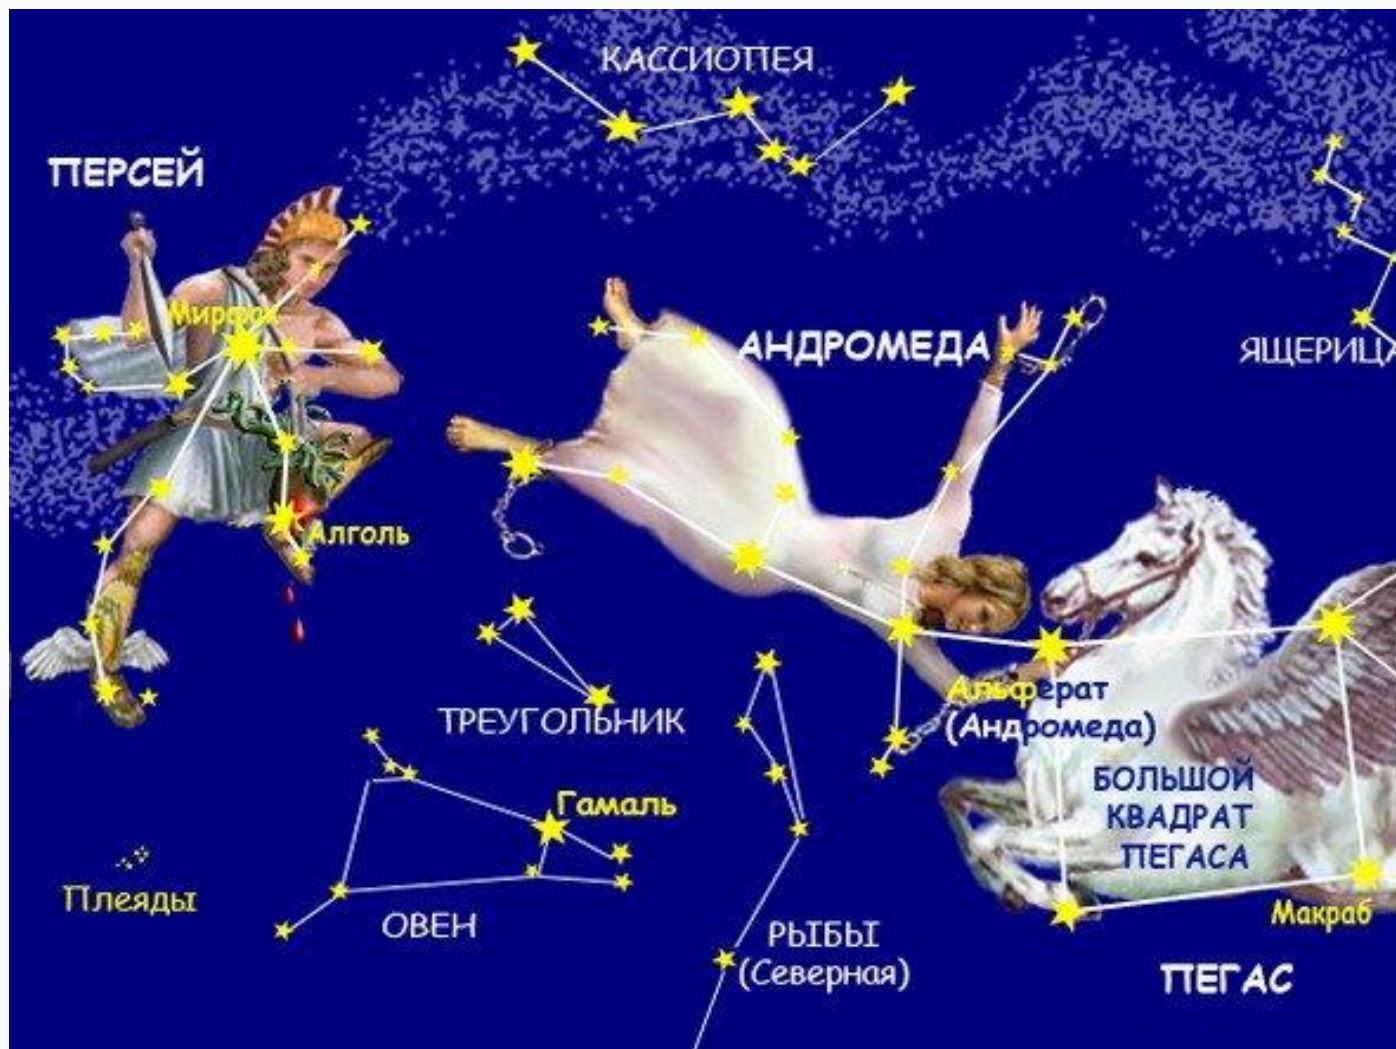 КАССИОПЕЯ
ПЕРСЕЙ
Мирфак
АНДРОМЕДА
ЯЩЕРИЦА
Алголь
Альферат
(Андромеда)
ТРЕУГОЛЬНИК
БОЛЬШОЙ
КВАДРАТ
ПЕГАСА
Гамаль
Плеяды
ОВЕН
Макраб
РЫБЫ
(Северная)
ПЕГАС